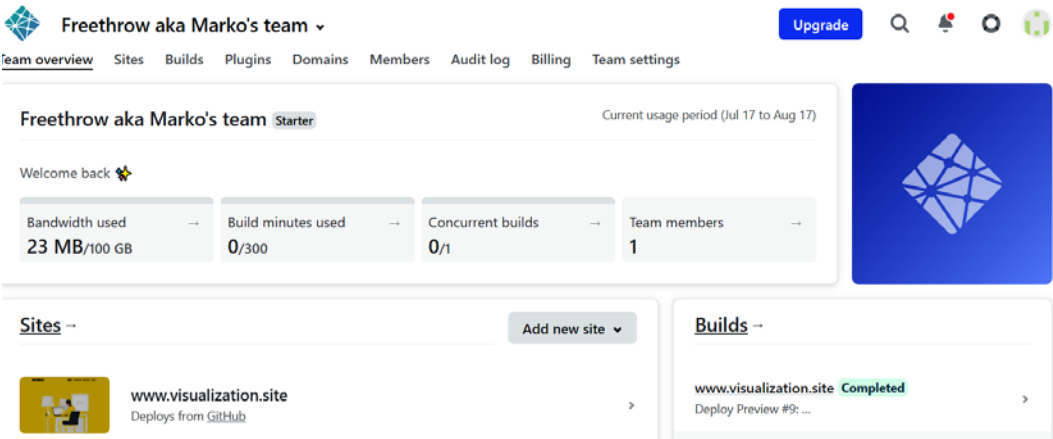 Freethrow aka Marko's team
Upgrade
Team overview Sites Builds Plugins Domains Members Audit log Billing Team settings
Freethrow aka Marko's team Starter
Current usage period (Jul 17 to Aug 17)
Welcome back
Bandwidth used →
23 MB/100 GB
Build minutes used →
0/300
Concurrent builds →
0/1
Team members →
1
Sites →
Add new site
www.visualization.site
Deploys from GitHub
Builds →
www.visualization.site Completed
Deploy Preview #9: ...